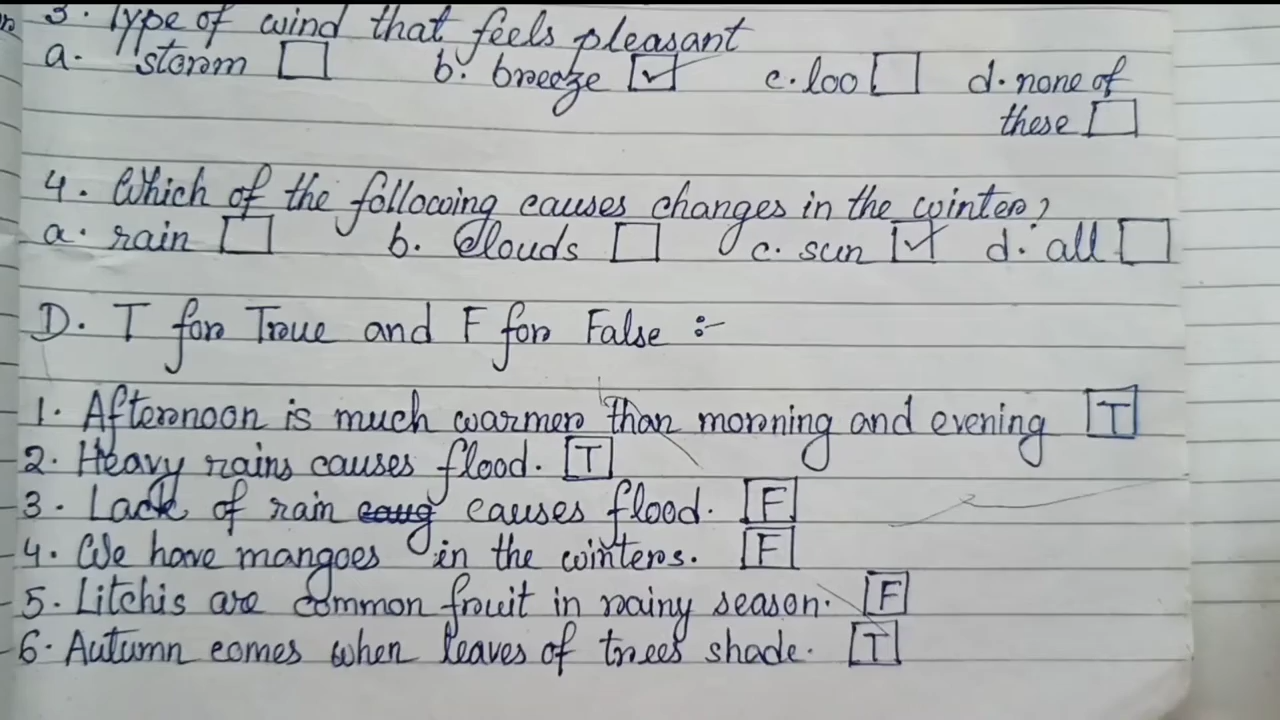 3. Type of wind that feels pleasant
a. storm b. breeze ✓ c. loo d. none of
these
4. Which of the following causes changes in the winter?
a. rain b. clouds c. sun ✓ d. all
D. T for True and F for False :-
1. Afternoon is much warmer than morning and evening T
2. Heavy rains causes flood. T
3. Lack of rain caug causes flood. F
4. We have mangoes in the winters. F
5. Litchis are common fruit in rainy season. F
6. Autumn comes when leaves of trees shade. T